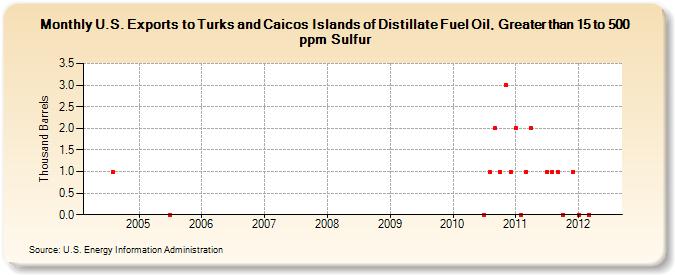 Monthly U.S. Exports to Turks and Caicos Islands of Distillate Fuel Oil, Greater than 15 to 500
ppm Sulfur
Thousand Barrels
3.5
3.0
2.5
2.0
1.5
1.0
0.5
0.0
2005 2006 2007 2008 2009 2010 2011 2012
Source: U.S. Energy Information Administration